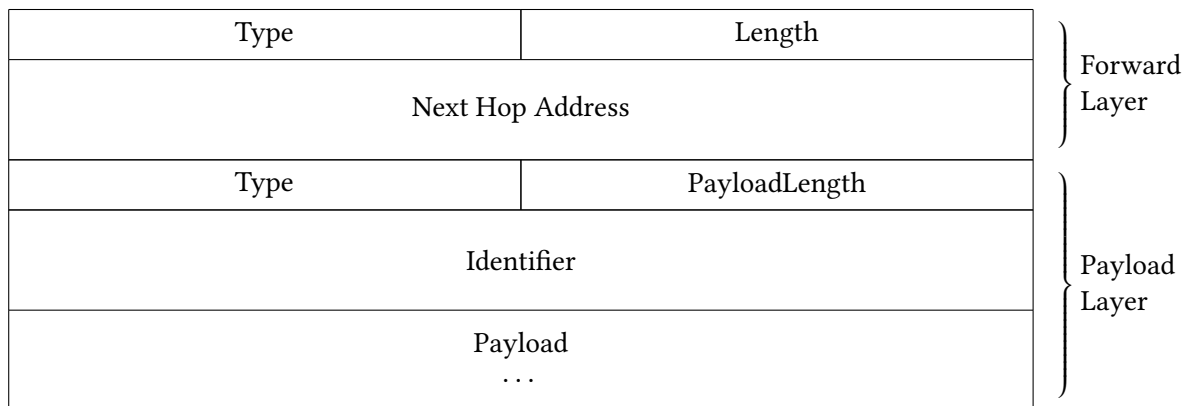 Type Length
Next Hop Address
Forward
Layer
Type PayloadLength
Identifier
Payload
...
Payload
Layer